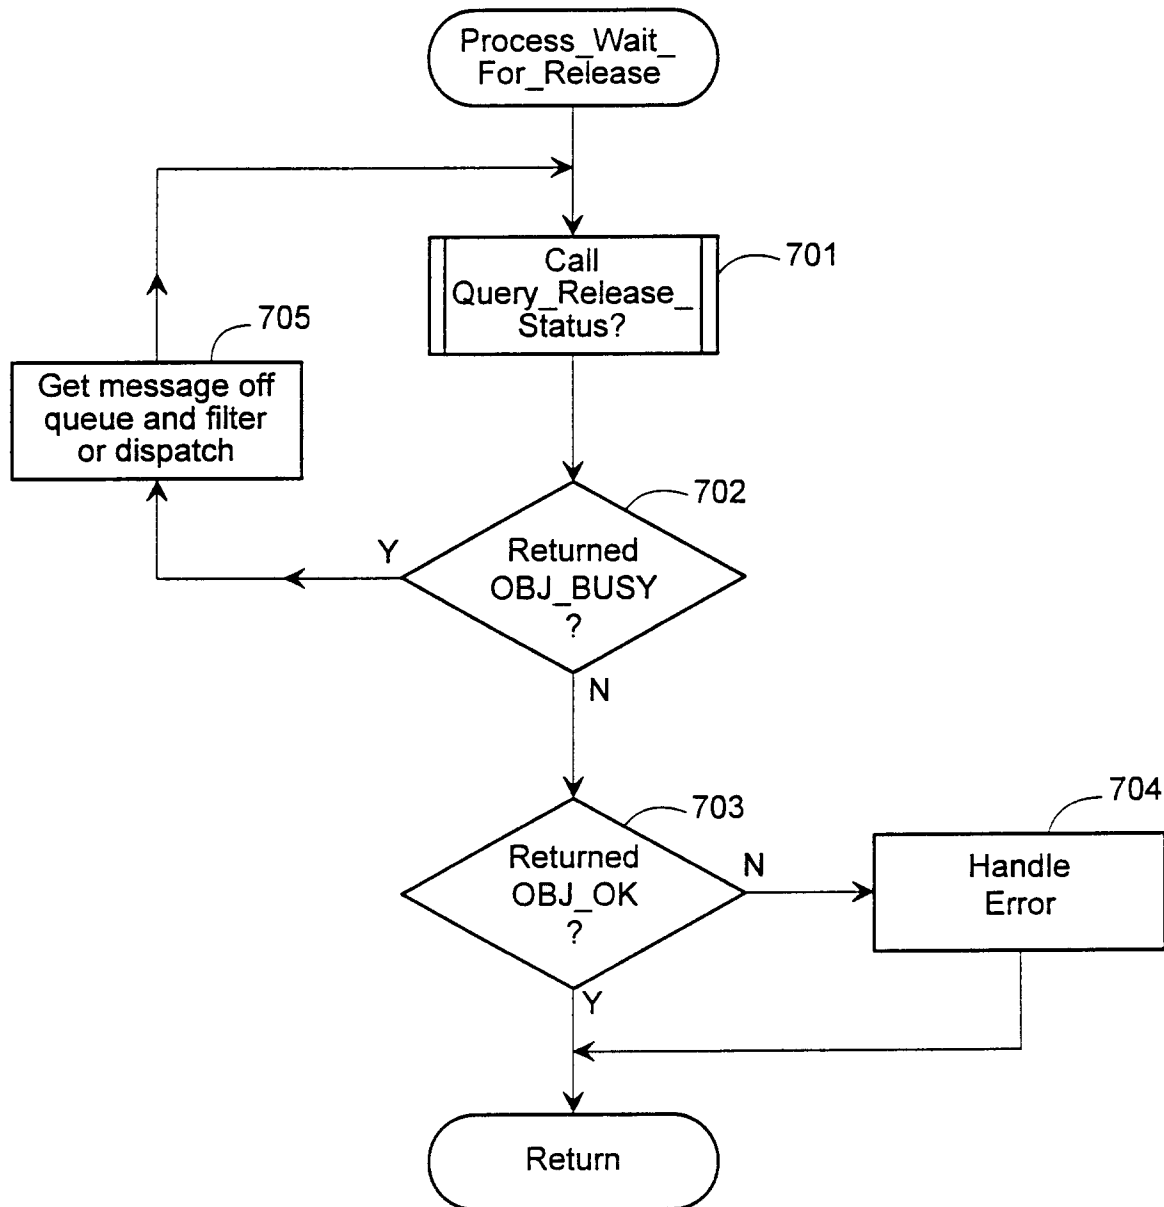 Process_Wait_
For_Release
Call
Query_Release_
Status?
701
705
Get message off
queue and filter
or dispatch
702
Y
Returned
OBJ_BUSY
?
N
703
704
Returned
OBJ_OK
?
N
Handle
Error
Y
Return